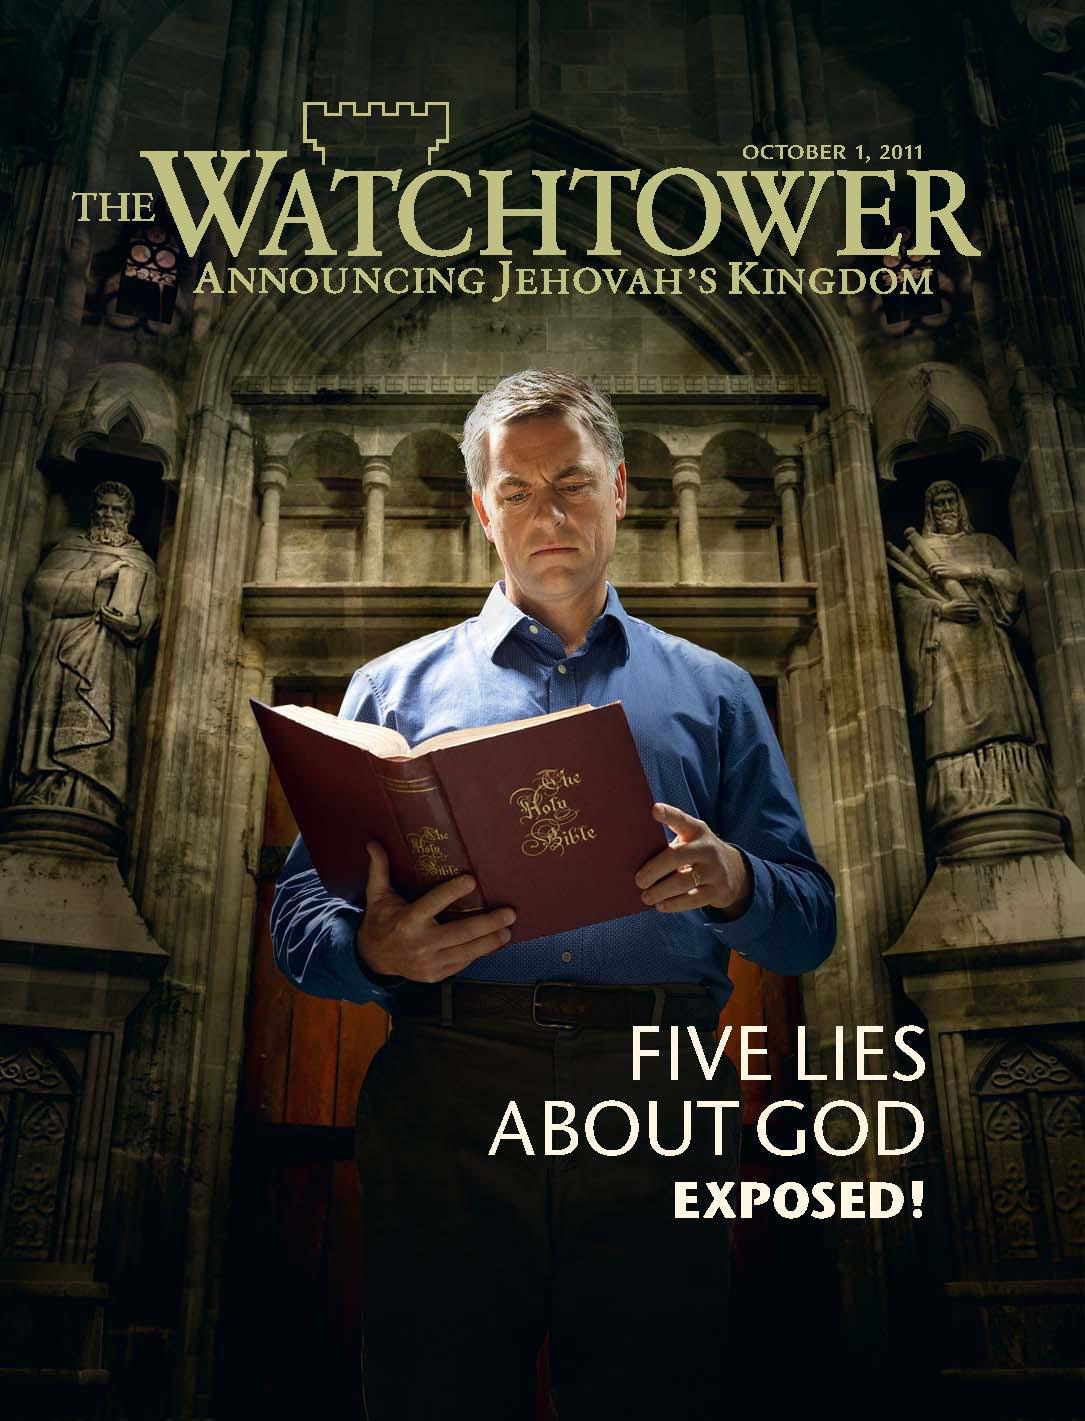 OCTOBER 1, 2011
THE WATCHTOWER
ANNOUNCING JEHOVAH'S KINGDOM
The
Holy
Bible
The
Holy
Bible
FIVE LIES
ABOUT GOD
EXPOSED!